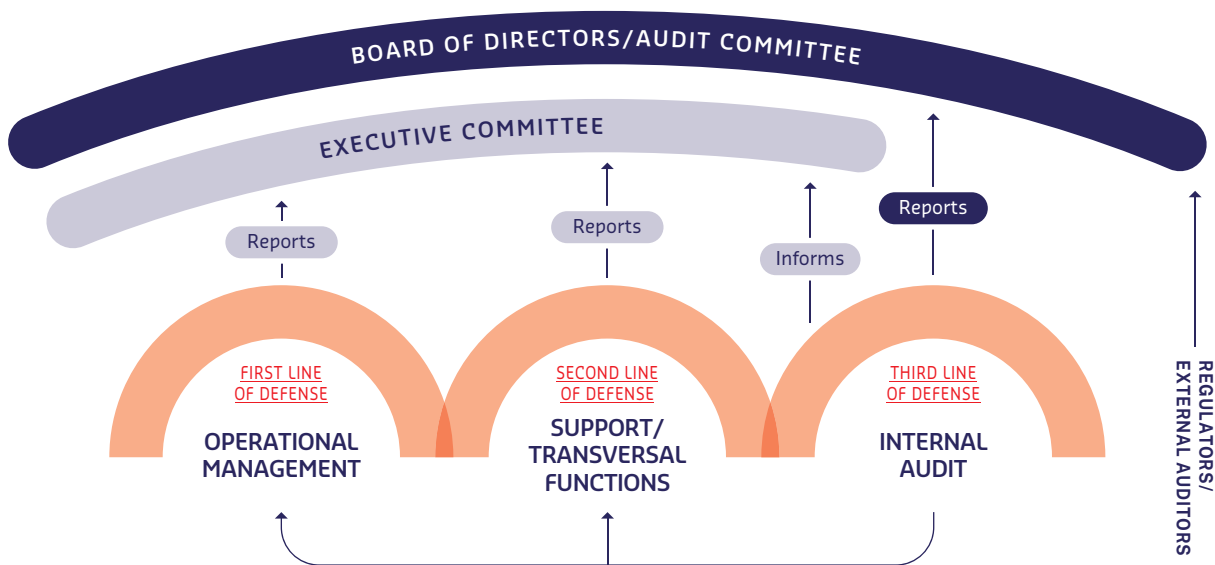 BOARD OF DIRECTORS/AUDIT COMMITTEE
EXECUTIVE COMMITTEE
Reports
Reports
Informs
Reports
FIRST LINE
OF DEFENSE
OPERATIONAL
MANAGEMENT
SECOND LINE
OF DEFENSE
SUPPORT/
TRANSVERSAL
FUNCTIONS
THIRD LINE
OF DEFENSE
INTERNAL
AUDIT
REGULATORS/
EXTERNAL AUDITORS